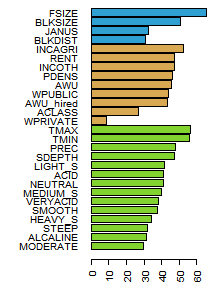 FSIZE
BLKSIZE
JANUS
BLKDIST
INCAGRI
RENT
INCOTH
PDENS
AWU
WPUBLIC
AWU_hired
ACLASS
WPRIVATE
TMAX
TMIN
PREC
SDEPTH
LIGHT_S
ACID
NEUTRAL
MEDIUM_S
VERYACID
SMOOTH
HEAVY_S
STEEP
ALCALINE
MODERATE
0 10 20 30 40 50 60